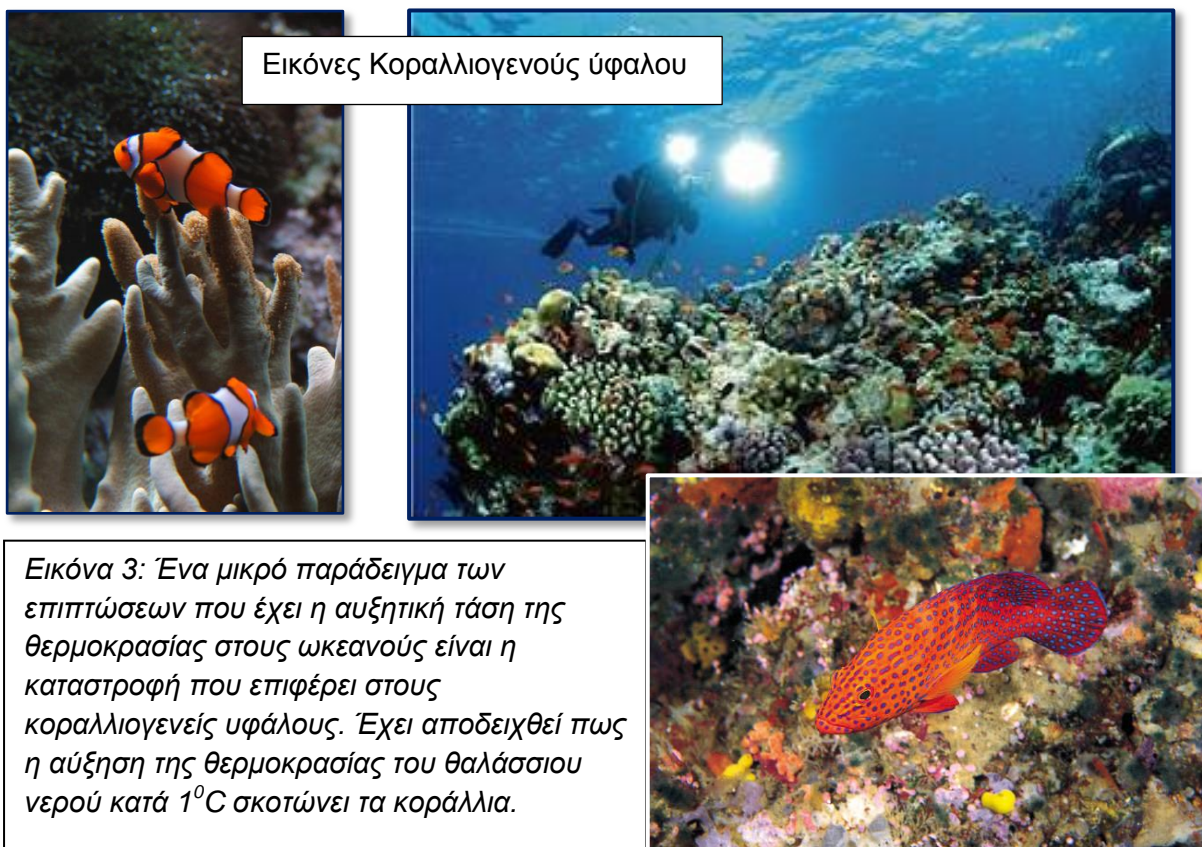 Εικόνες Κοραλλιογενούς ύφαλου
Εικόνα 3: Ένα μικρό παράδειγμα των
επιπτώσεων που έχει η αυξητική τάση της
θερμοκρασίας στους ωκεανούς είναι η
καταστροφή που επιφέρει στους
κοραλλιογενείς υφάλους. Έχει αποδειχθεί πως
η αύξηση της θερμοκρασίας του θαλάσσιου
νερού κατά 1⁰C σκοτώνει τα κοράλλια.